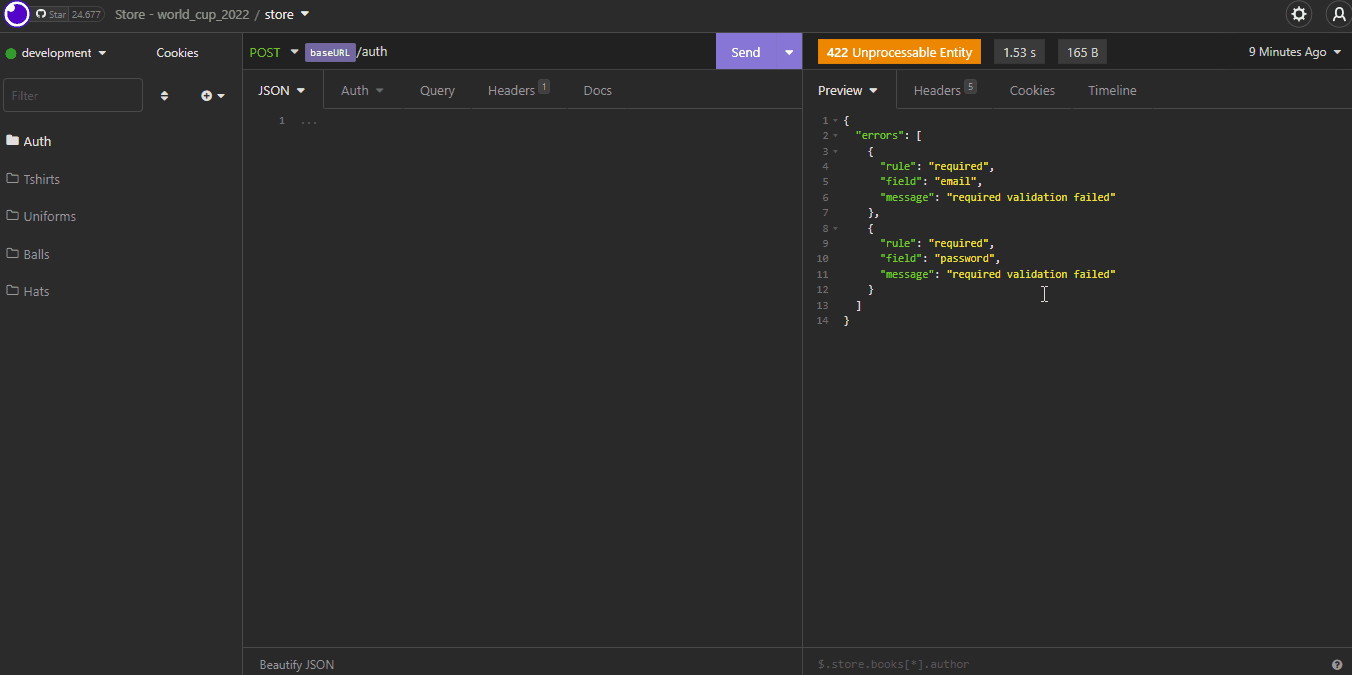 Star 24,677 Store - world_cup_2022 / store
development Cookies
Filter
Auth
Tshirts
Uniforms
Balls
Hats
POST baseURL/auth Send
JSON Auth Query Headers 1 Docs
1 ...
Beautify JSON
422 Unprocessable Entity 1.53 s 165 B 9 Minutes Ago
Preview Headers 5 Cookies Timeline
1 {
2 "errors": [
3 {
4 "rule": "required",
5 "field": "email",
6 "message": "required validation failed"
7 },
8 {
9 "rule": "required",
10 "field": "password",
11 "message": "required validation failed"
12 }
13 ]
14 }
$.store.books[*].author ?